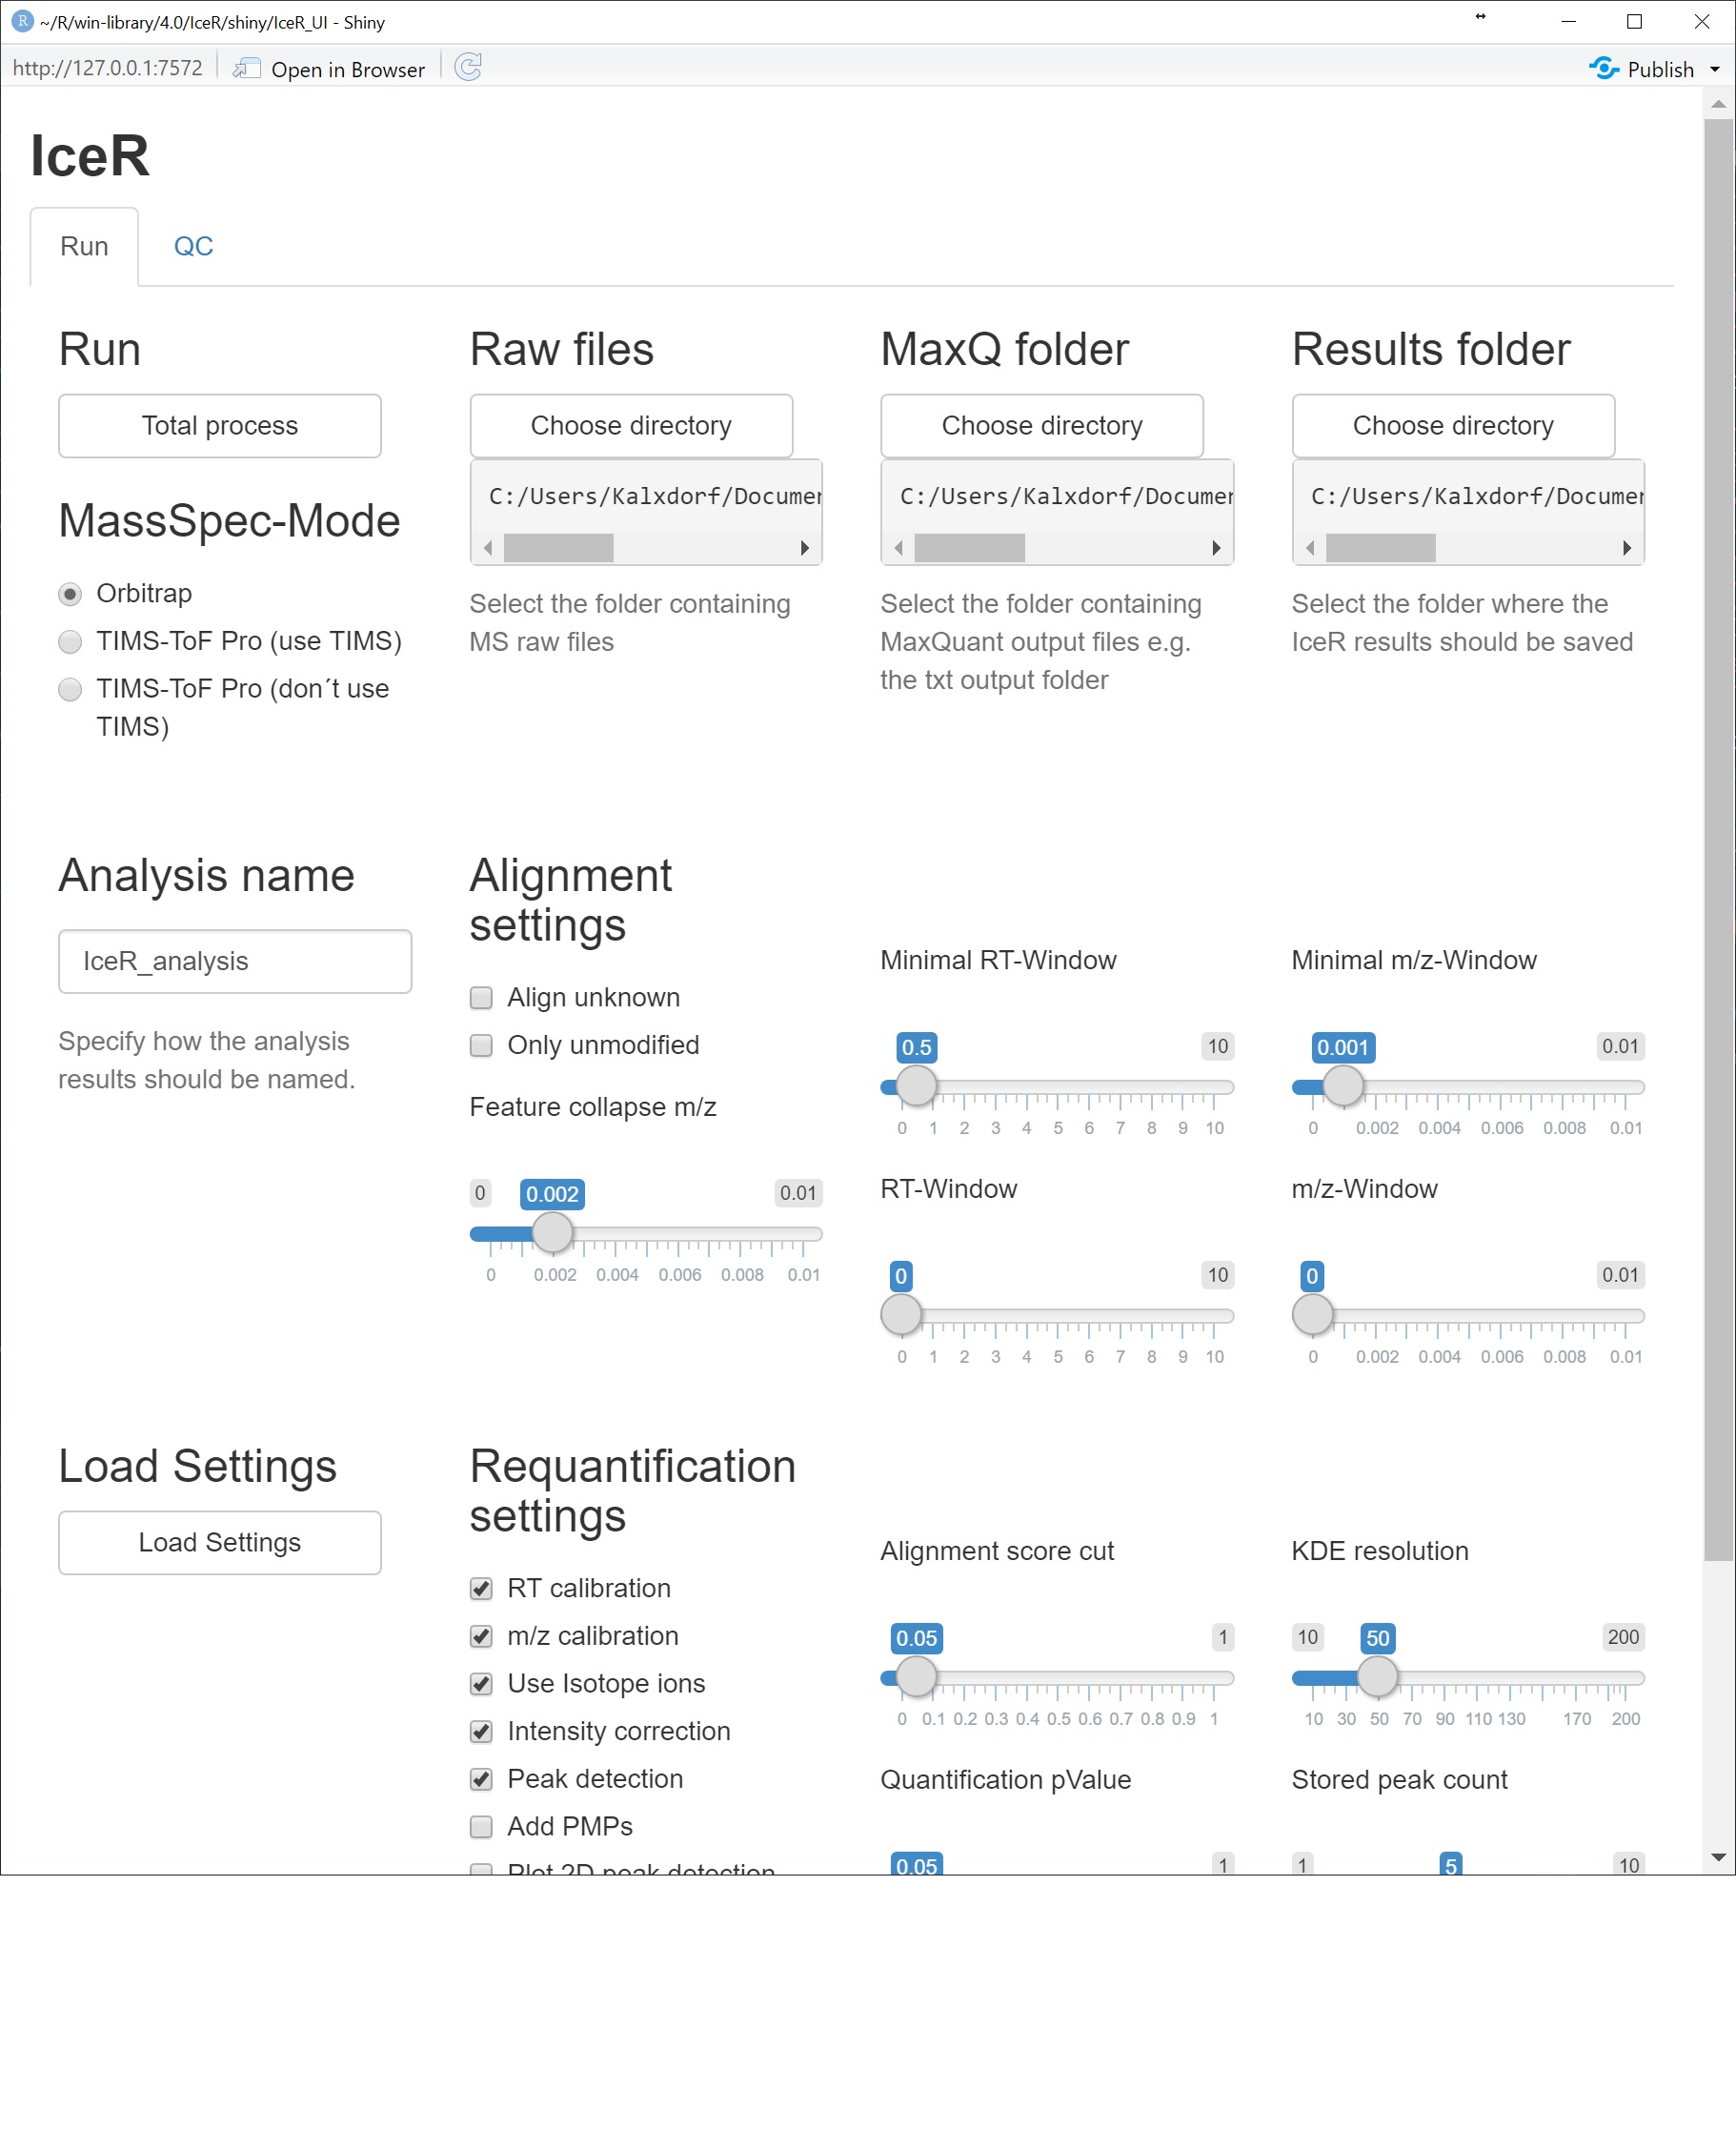 ~/R/win-library/4.0/IceR/shiny/IceR_UI - Shiny
http://127.0.0.1:7572 Open in Browser Publish
IceR
Run QC
Run
Total process
MassSpec-Mode
Orbitrap
TIMS-ToF Pro (use TIMS)
TIMS-ToF Pro (don´t use
TIMS)
Raw files
Choose directory
C:/Users/Kalxdorf/Documen
Select the folder containing
MS raw files
MaxQ folder
Choose directory
C:/Users/Kalxdorf/Documen
Select the folder containing
MaxQuant output files e.g.
the txt output folder
Results folder
Choose directory
C:/Users/Kalxdorf/Documen
Select the folder where the
IceR results should be saved
Analysis name
IceR_analysis
Specify how the analysis
results should be named.
Alignment
settings
Align unknown
Only unmodified
Feature collapse m/z
0 0.002 0.01
0 0.002 0.004 0.006 0.008 0.01
Minimal RT-Window
0.5 10
0 1 2 3 4 5 6 7 8 9 10
RT-Window
0 10
0 1 2 3 4 5 6 7 8 9 10
Minimal m/z-Window
0.001 0.01
0 0.002 0.004 0.006 0.008 0.01
m/z-Window
0 0.01
0 0.002 0.004 0.006 0.008 0.01
Load Settings
Load Settings
Requantification
settings
RT calibration
m/z calibration
Use Isotope ions
Intensity correction
Peak detection
Add PMPs
Plot 2D peak detection
Alignment score cut
0.05 1
0 0.1 0.2 0.3 0.4 0.5 0.6 0.7 0.8 0.9 1
Quantification pValue
0.05 1
KDE resolution
10 50 200
10 30 50 70 90 110 130 170 200
Stored peak count
1 5 10